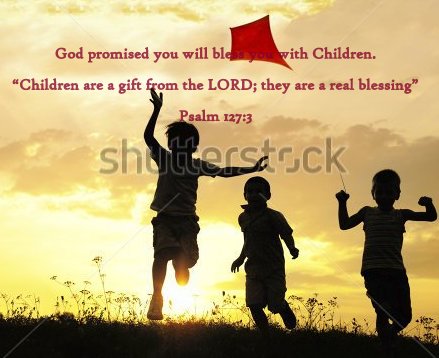 God promised you will bless you with Children.
“Children are a gift from the LORD; they are a real blessing”
Psalm 127:3
shutterstock